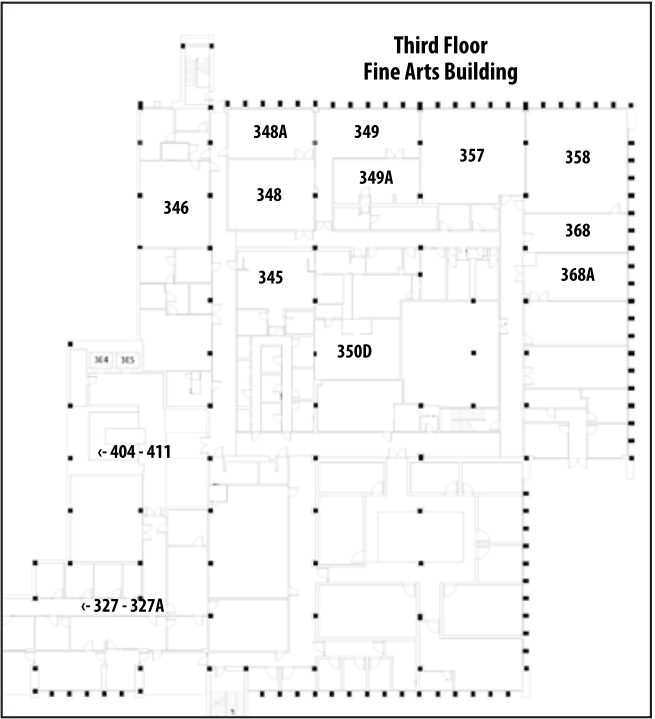 Third Floor
Fine Arts Building
348A
349
357
358
349A
348
346
368
345
368A
350D
3E4
3E5
<- 404 - 411
<- 327 - 327A